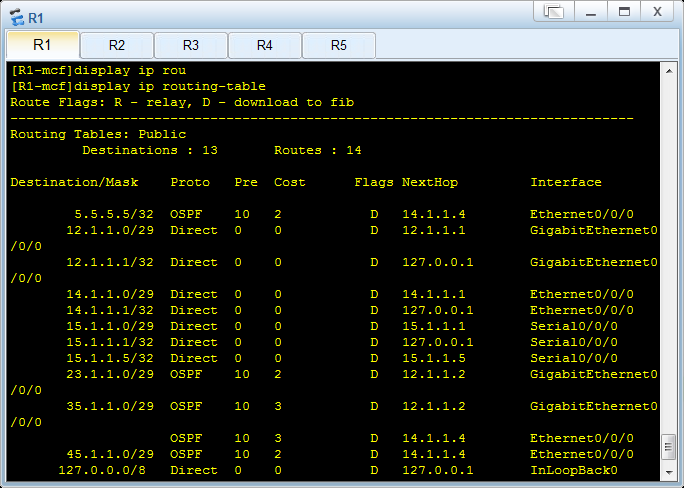 R1
R1 R2 R3 R4 R5
[R1-mcf]display ip rou
[R1-mcf]display ip routing-table
Route Flags: R - relay, D - download to fib
------------------------------------------------------------------------------
Routing Tables: Public
         Destinations : 13       Routes : 14

Destination/Mask    Proto   Pre  Cost       Flags NextHop         Interface

        5.5.5.5/32  OSPF    10   2            D   14.1.1.4        Ethernet0/0/0
       12.1.1.0/29  Direct  0    0            D   12.1.1.1        GigabitEthernet0
/0/0
       12.1.1.1/32  Direct  0    0            D   127.0.0.1       GigabitEthernet0
/0/0
       14.1.1.0/29  Direct  0    0            D   14.1.1.1        Ethernet0/0/0
       14.1.1.1/32  Direct  0    0            D   127.0.0.1       Ethernet0/0/0
       15.1.1.0/29  Direct  0    0            D   15.1.1.1        Serial0/0/0
       15.1.1.1/32  Direct  0    0            D   127.0.0.1       Serial0/0/0
       15.1.1.5/32  Direct  0    0            D   15.1.1.5        Serial0/0/0
       23.1.1.0/29  OSPF    10   2            D   12.1.1.2        GigabitEthernet0
/0/0
       35.1.1.0/29  OSPF    10   3            D   12.1.1.2        GigabitEthernet0
/0/0
                    OSPF    10   3            D   14.1.1.4        Ethernet0/0/0
       45.1.1.0/29  OSPF    10   2            D   14.1.1.4        Ethernet0/0/0
      127.0.0.0/8   Direct  0    0            D   127.0.0.1       InLoopBack0